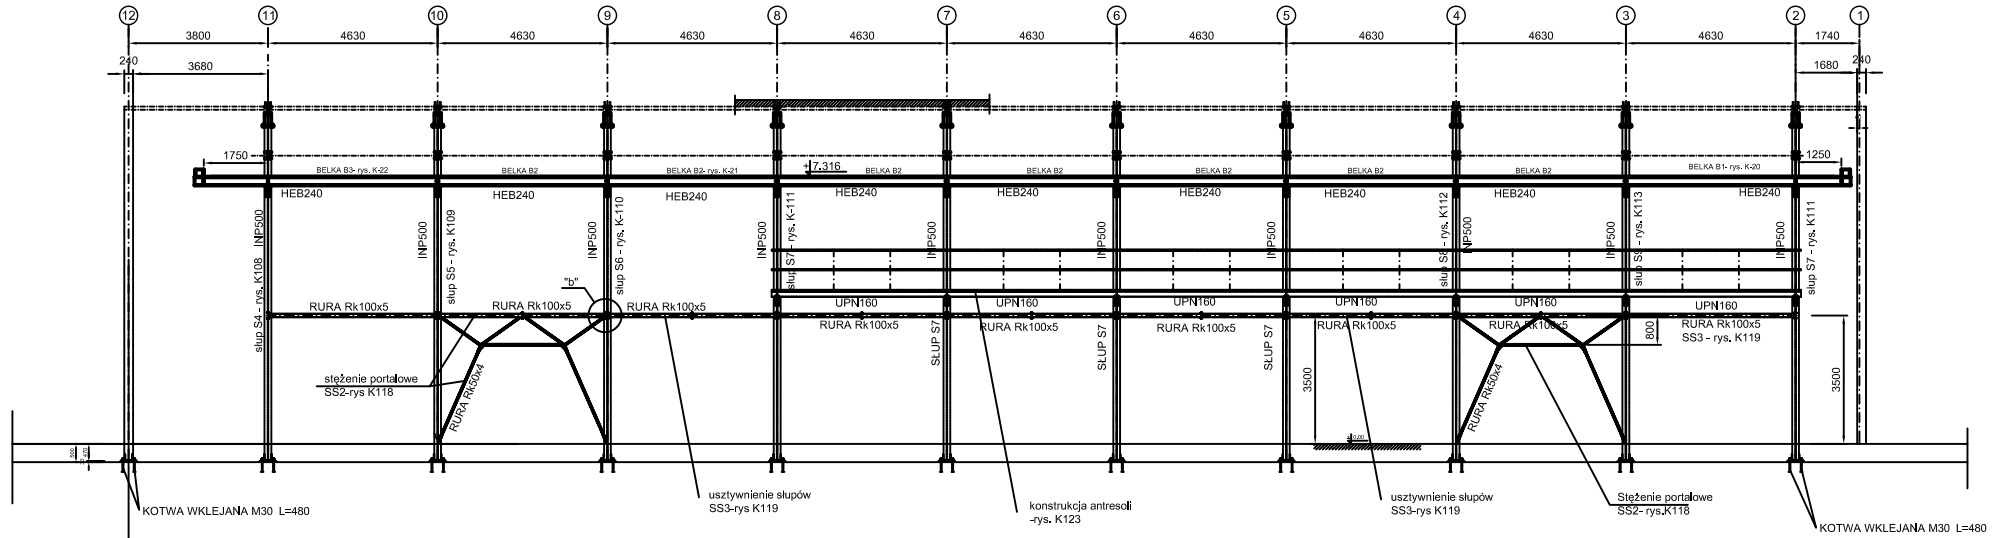 12 11 10 9 8 7 6 5 4 3 2 1
3800 4630 4630 4630 4630 4630 4630 4630 4630 4630 1740
240 3680 1680 240
1750 BELKA B3- rys. K-22 BELKA B2 BELKA B2- rys. K-21 +7.316 BELKA B2 BELKA B2 BELKA B2 BELKA B2 BELKA B2 BELKA B1- rys. K-20 1250
HEB240 HEB240 HEB240 HEB240 HEB240 HEB240 HEB240 HEB240 HEB240
INP500 INP500 INP500 INP500 INP500 INP500 INP500 INP500 INP500 INP500
słup S4 - rys. K108
słup S5 - rys. K109
słup S6 - rys. K-110
słup S7 - rys. K-111
słup S8 - rys. K112
słup S9 - rys. K113
słup S7 - rys. K111
"b"
RURA Rk100x5 RURA Rk100x5 RURA Rk100x5
UPN160 UPN160 UPN160 UPN160 UPN160 UPN160
RURA Rk100x5 RURA Rk100x5 RURA Rk100x5 RURA Rk100x5 RURA Rk100x5 RURA Rk100x5
SS3 - rys. K119
SŁUP S7 SŁUP S7 SŁUP S7
800
3500 3500
stężenie portalowe
SS2-rys K118
RURA Rk50x4 RURA Rk50x4
usztywnienie słupów
SS3-rys K119
konstrukcja antresoli
-rys. K123
usztywnienie słupów
SS3-rys K119
Stężenie portalowe
SS2- rys.K118
KOTWA WKLEJANA M30 L=480
KOTWA WKLEJANA M30 L=480